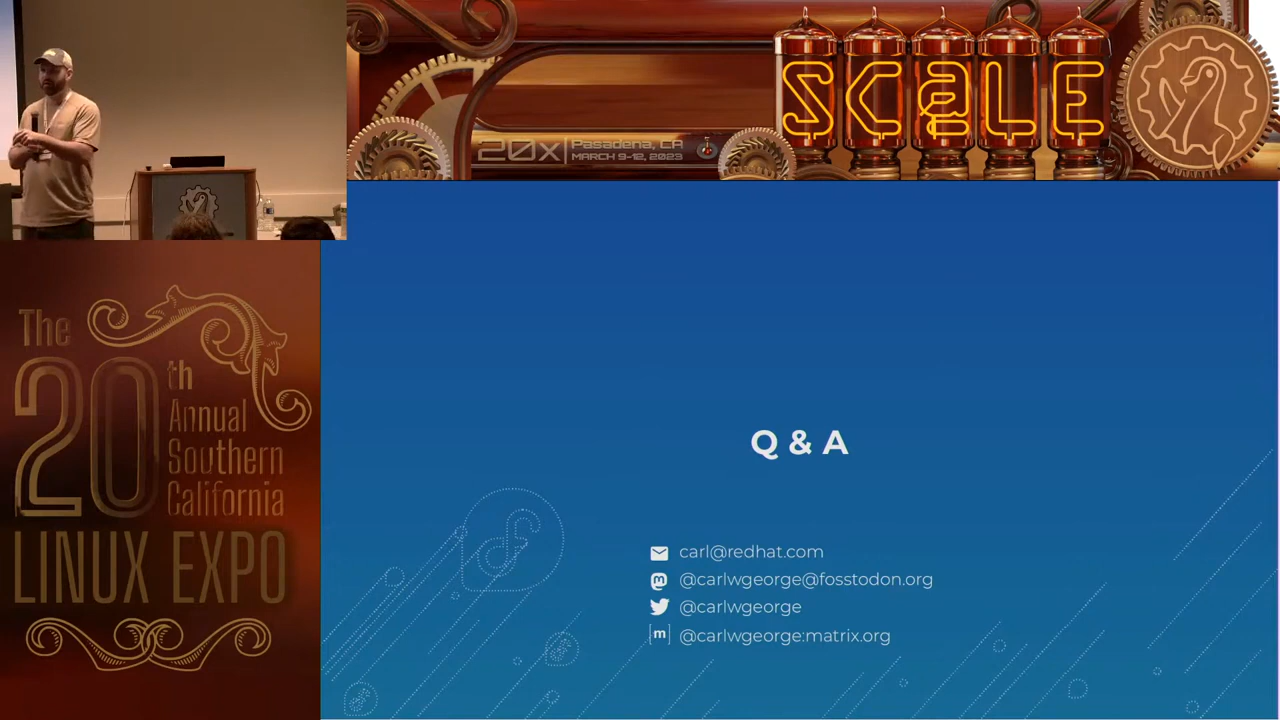 SCaLE
20x
Pasadena, CA
MARCH 9-12, 2023
The
20th
Annual
Southern
California
LINUX EXPO
Q & A
carl@redhat.com
@carlwgeorge@fosstodon.org
@carlwgeorge
[m] @carlwgeorge:matrix.org